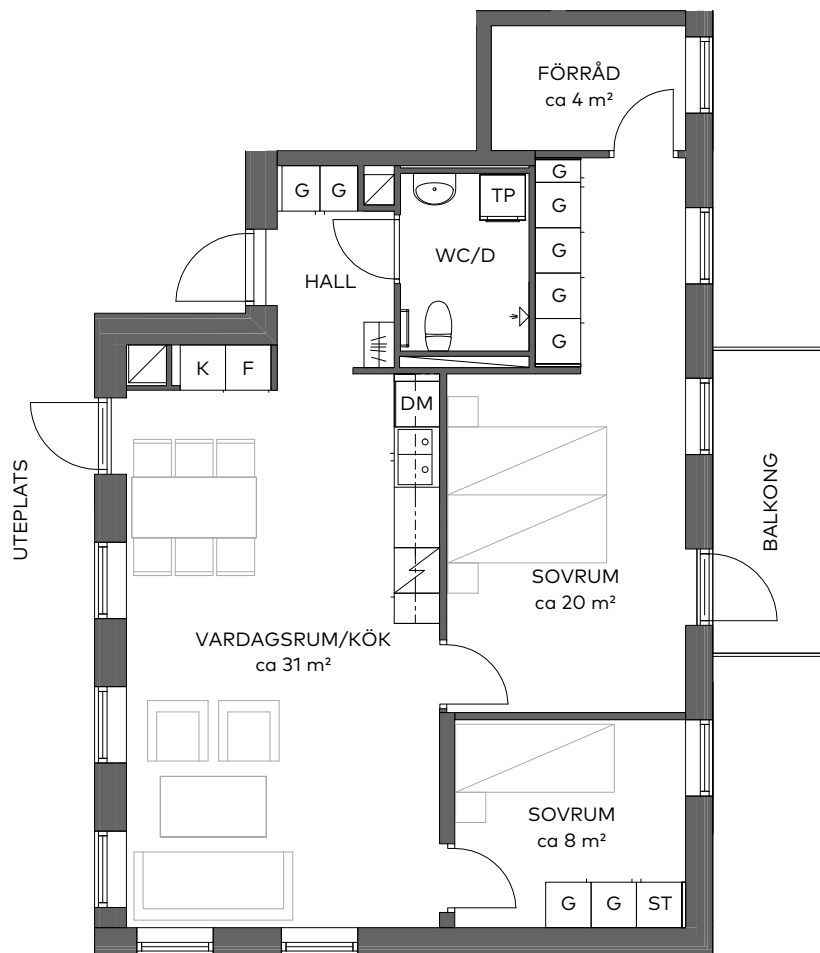 FÖRRÅD
ca 4 m²
G
G
G
TP
G
WC/D
G
HALL
G
G
K
F
DM
UTEPLATS
BALKONG
SOVRUM
ca 20 m²
VARDAGSRUM/KÖK
ca 31 m²
SOVRUM
ca 8 m²
G
G
ST